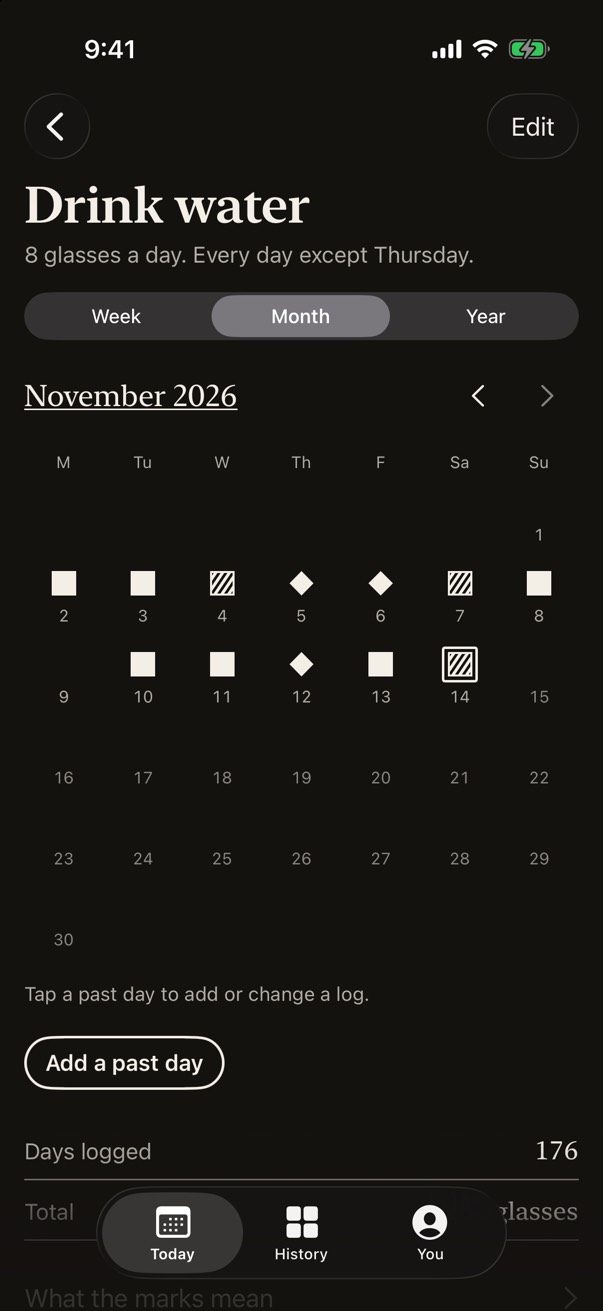 9:41
Edit
Drink water
8 glasses a day. Every day except Thursday.
Week Month Year
November 2026
M Tu W Th F Sa Su
1
2 3 4 5 6 7 8
9 10 11 12 13 14 15
16 17 18 19 20 21 22
23 24 25 26 27 28 29
30
Tap a past day to add or change a log.
Add a past day
Days logged 176
Total glasses
Today History You
What the marks mean